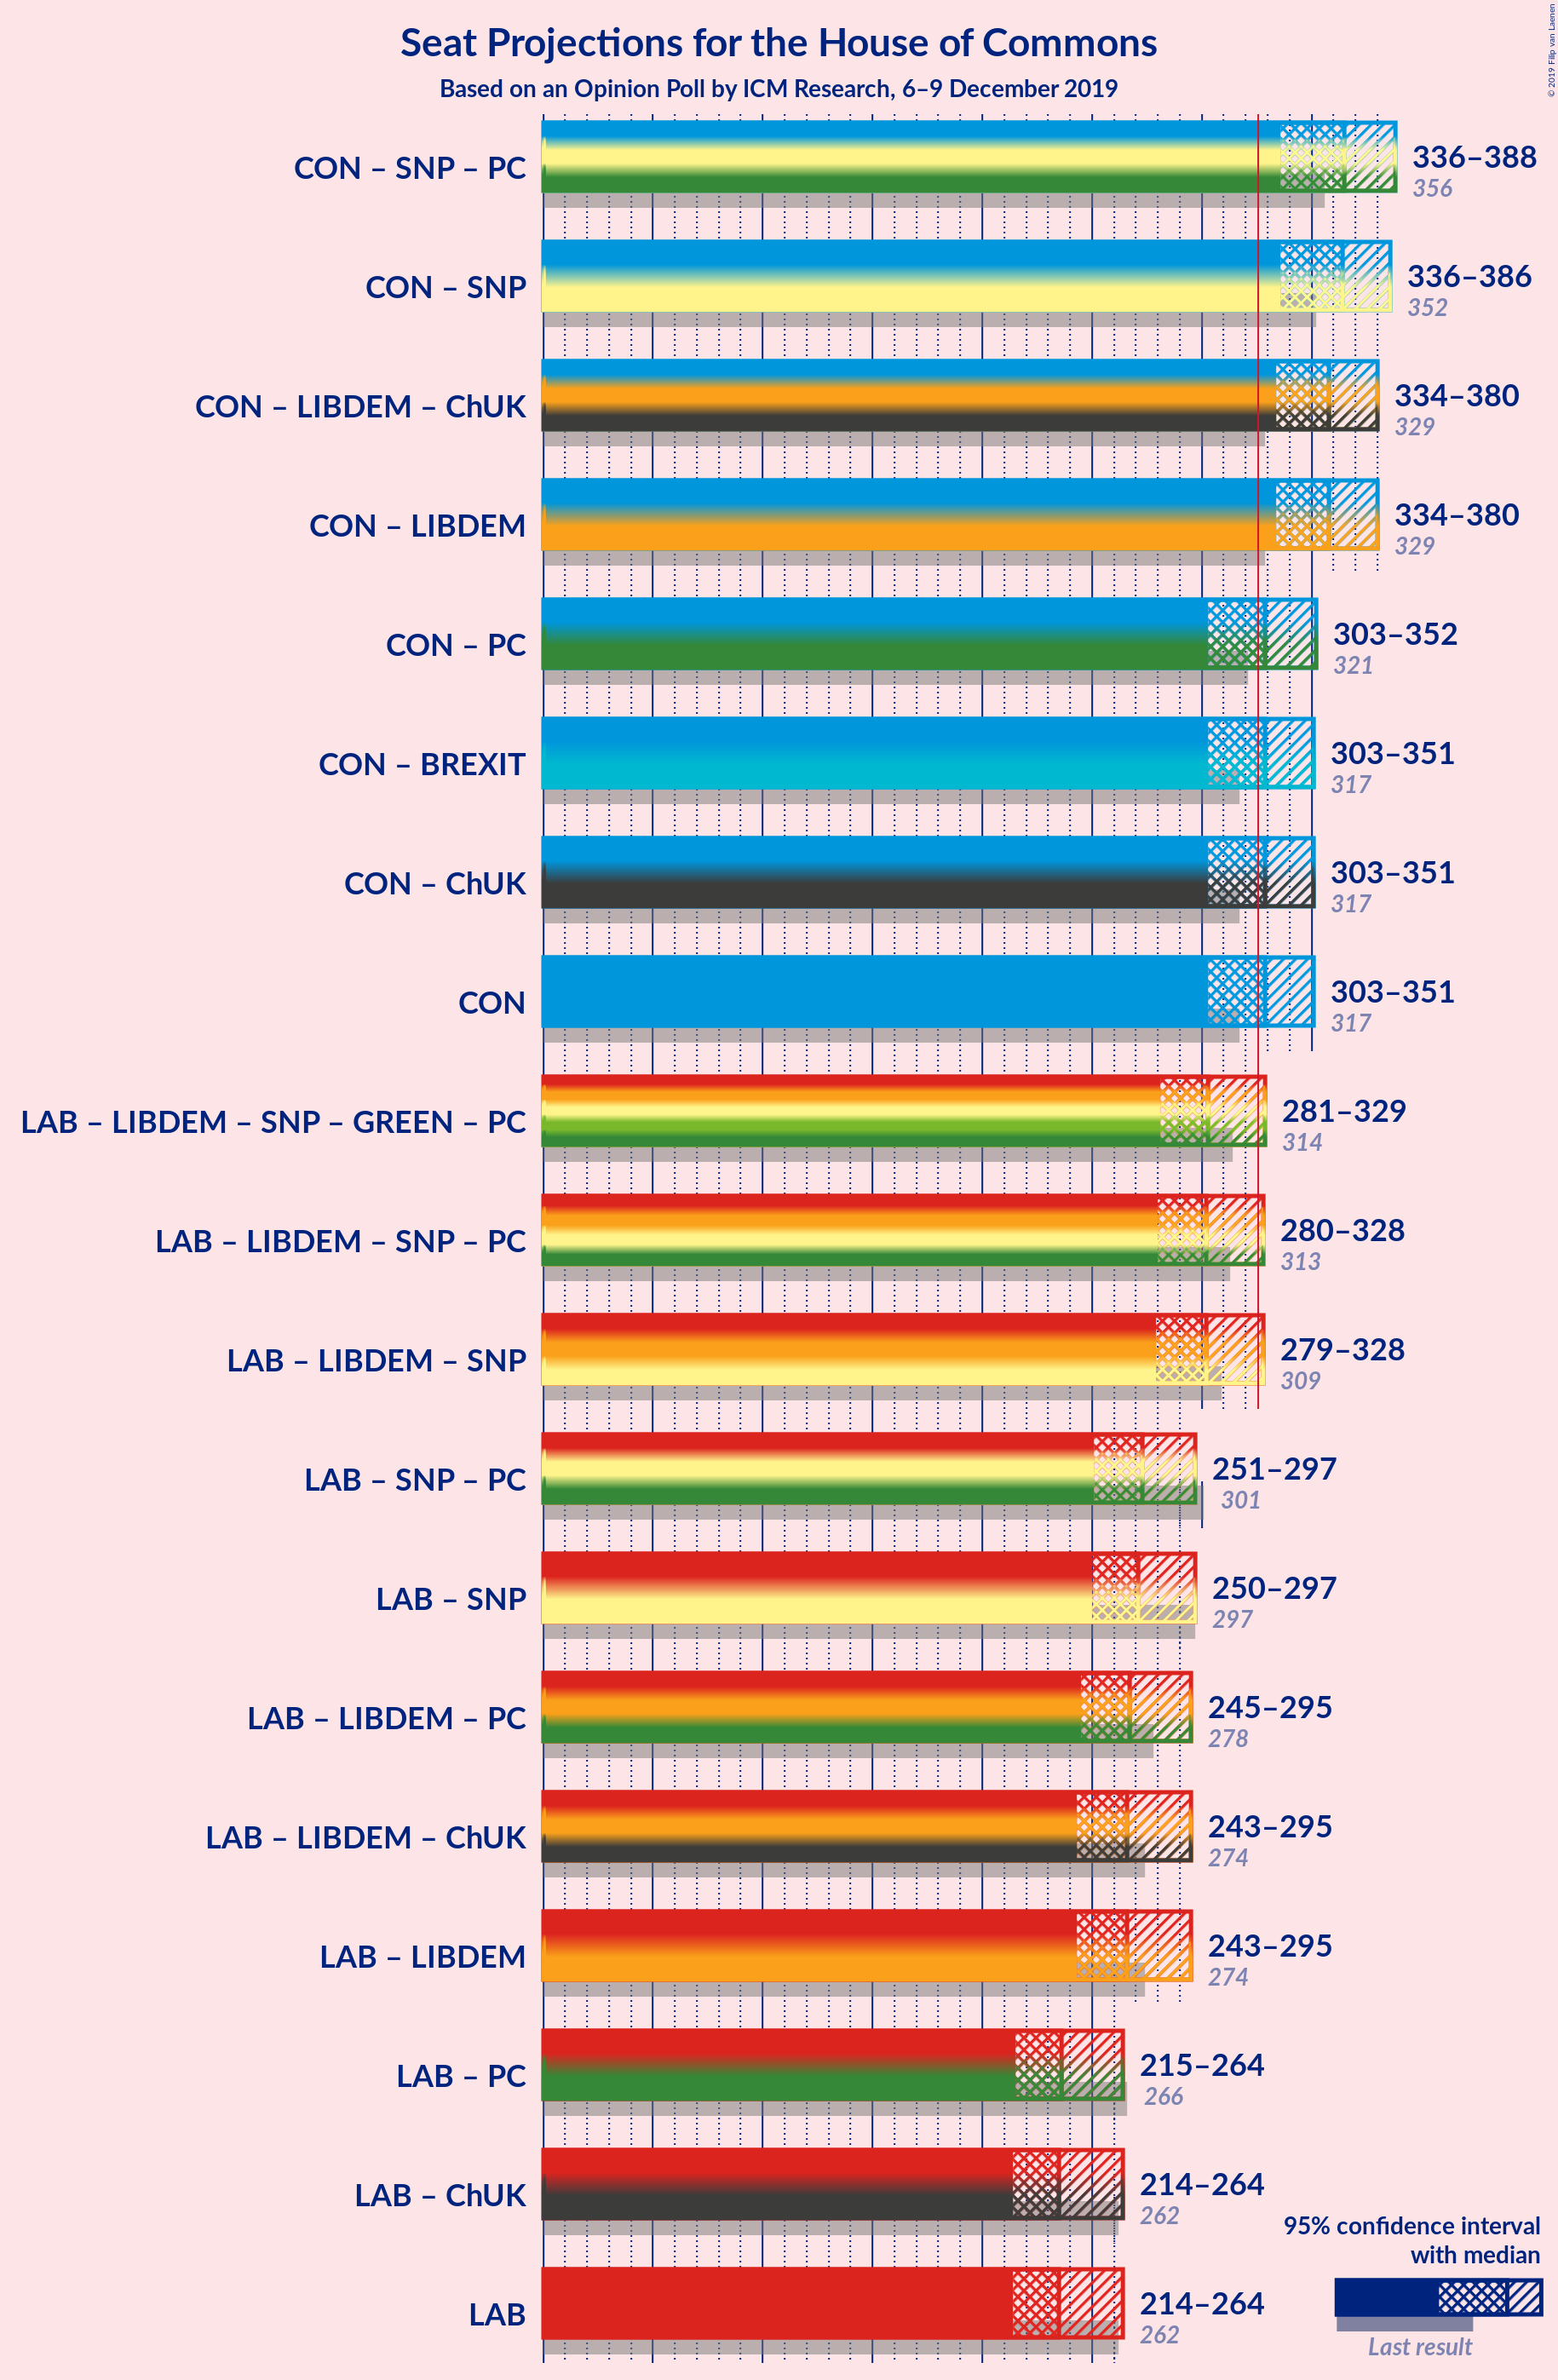 Seat Projections for the House of Commons
Based on an Opinion Poll by ICM Research, 6–9 December 2019
© 2019 Filip van Laenen
CON – SNP – PC
336–388
356
CON – SNP
336–386
352
CON – LIBDEM – ChUK
334–380
329
CON – LIBDEM
334–380
329
CON – PC
303–352
321
CON – BREXIT
303–351
317
CON – ChUK
303–351
317
CON
303–351
317
LAB – LIBDEM – SNP – GREEN – PC
281–329
314
LAB – LIBDEM – SNP – PC
280–328
313
LAB – LIBDEM – SNP
279–328
309
LAB – SNP – PC
251–297
301
LAB – SNP
250–297
297
LAB – LIBDEM – PC
245–295
278
LAB – LIBDEM – ChUK
243–295
274
LAB – LIBDEM
243–295
274
LAB – PC
215–264
266
LAB – ChUK
214–264
262
LAB
214–264
262
95% confidence interval
with median
Last result